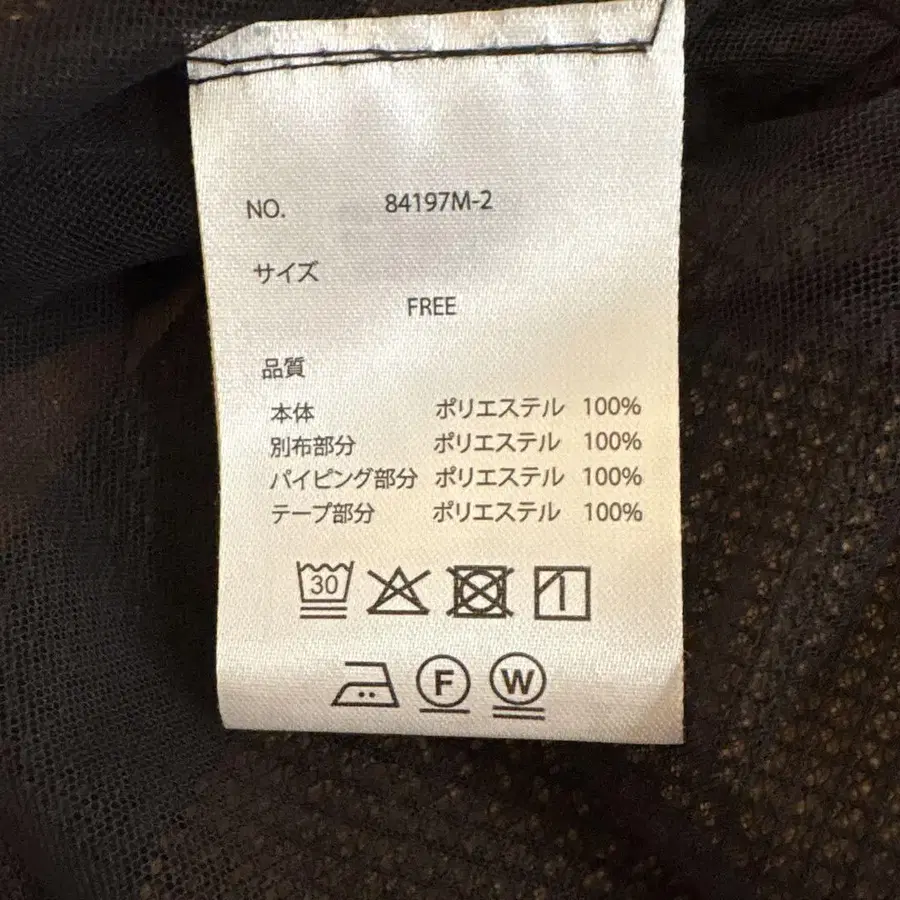 NO. 84197M-2
サイズ
FREE
品質
本体 ポリエステル 100%
別布部分 ポリエステル 100%
パイピング部分 ポリエステル 100%
テープ部分 ポリエステル 100%
30
F W